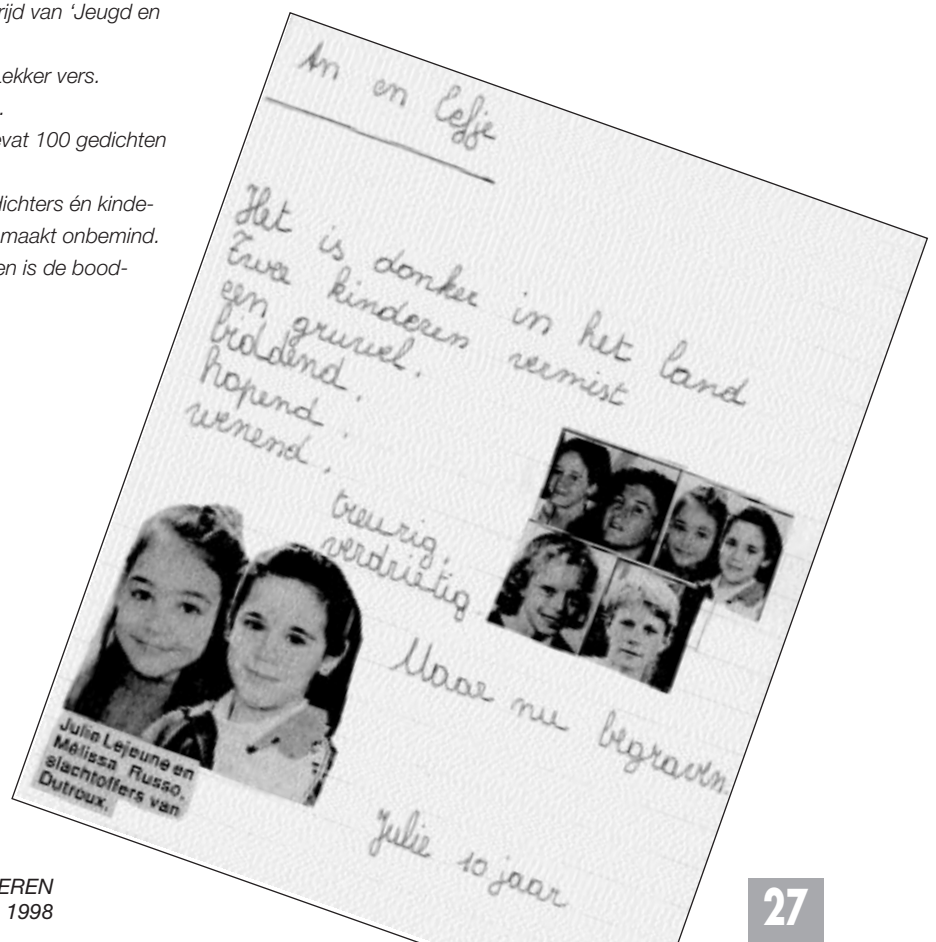 rijd van ‘Jeugd en
Lekker vers.
.
evat 100 gedichten
dichters én kinde-
maakt onbemind.
en is de bood-
An en Eefje
Het is donker in het land
Twee kinderen vermist
een gruwel.
biddend.
hopend.
wenend.
treurig.
verdrietig
Maar nu begraven.
Julie Lejeune en
Mélissa Russo,
slachtoffers van
Dutroux.
Julie 10 jaar
EREN
1998
27